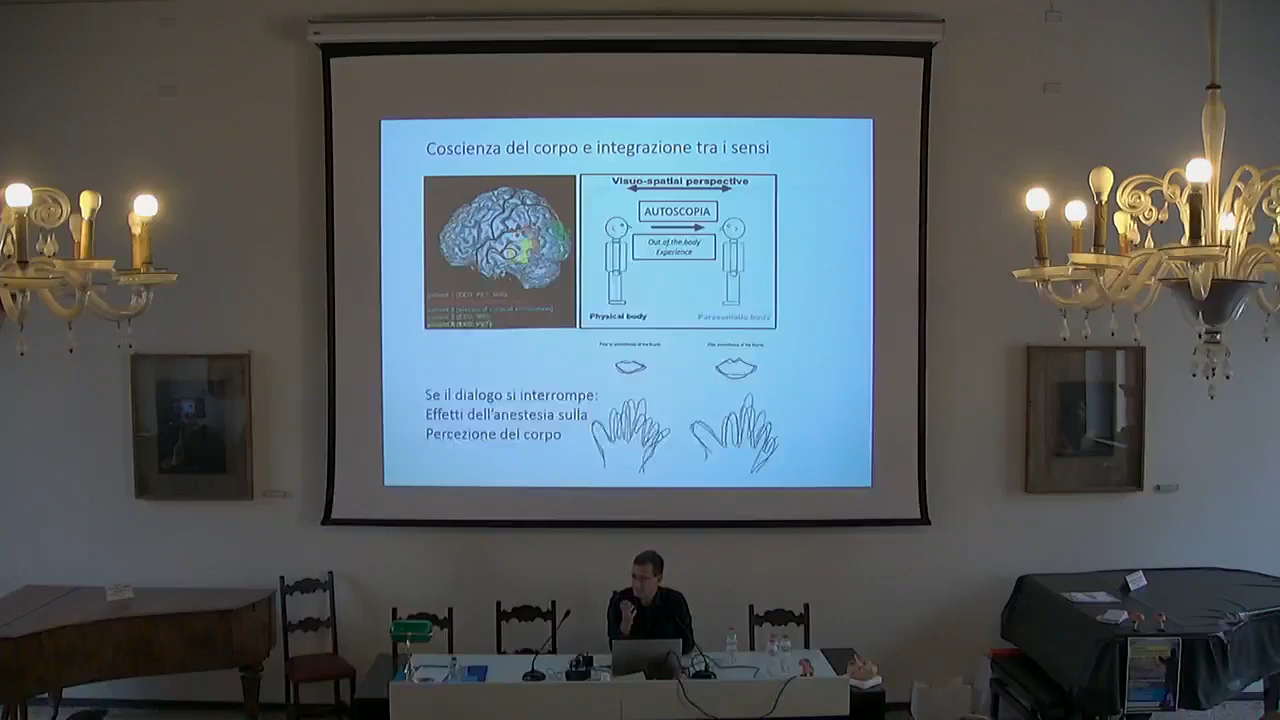 Coscienza del corpo e integrazione tra i sensi
Visuo-spatial perspective
AUTOSCOPIA
Out of the body
Experience
Physical body
Parasomatic body
Se il dialogo si interrompe:
Effetti dell'anestesia sulla
Percezione del corpo